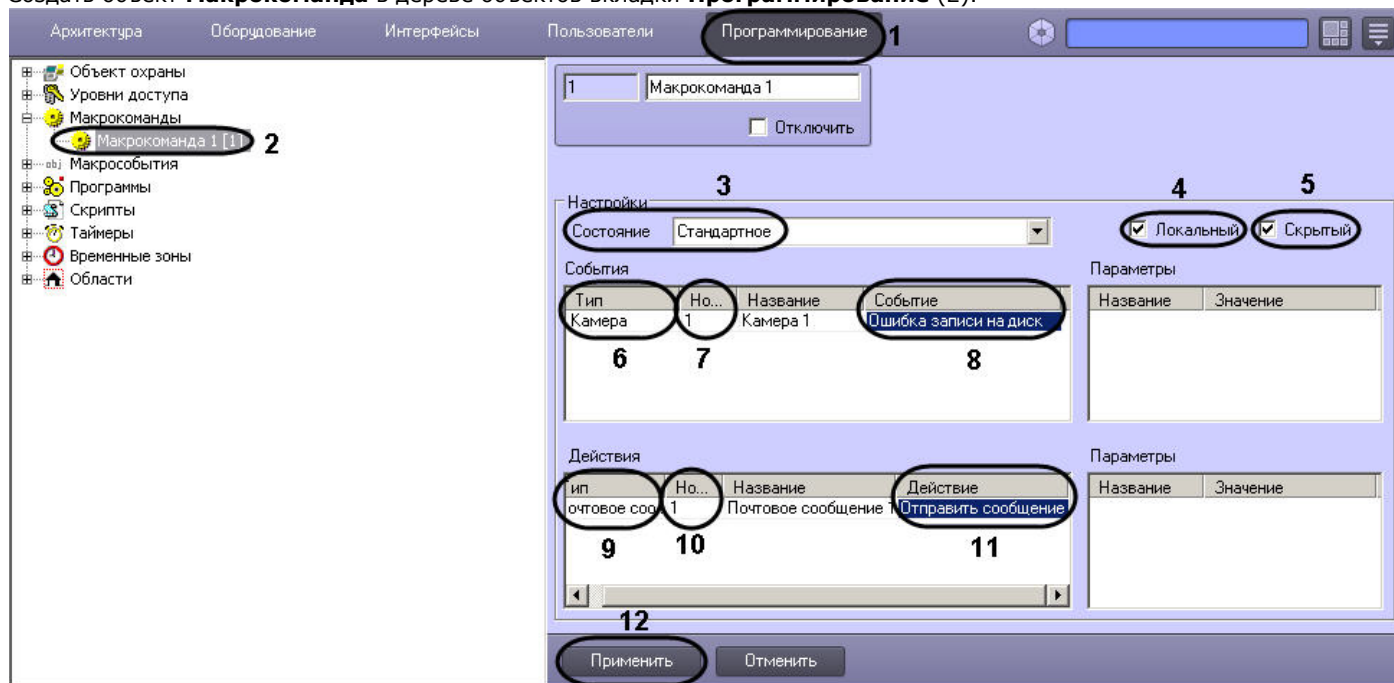 Создать объект Макрокоманда в дереве объектов вкладки Программирование (2).
Архитектура Оборудование Интерфейсы Пользователи Программирование 1
Объект охраны
Уровни доступа
Макрокоманды
Макрокоманда 1 [1] 2
obj Макрособытия
Программы
Скрипты
Таймеры
Временные зоны
Области
1 Макрокоманда 1
Отключить
3 4 5
Настройки
Состояние Стандартное Локальный Скрытый
События Параметры
Тип Но... Название Событие Название Значение
Камера 1 Камера 1 Ошибка записи на диск
6 7 8
Действия Параметры
ип Но... Название Действие Название Значение
очтовое соо 1 Почтовое сообщение 1 Отправить сообщение
9 10 11
12
Применить Отменить